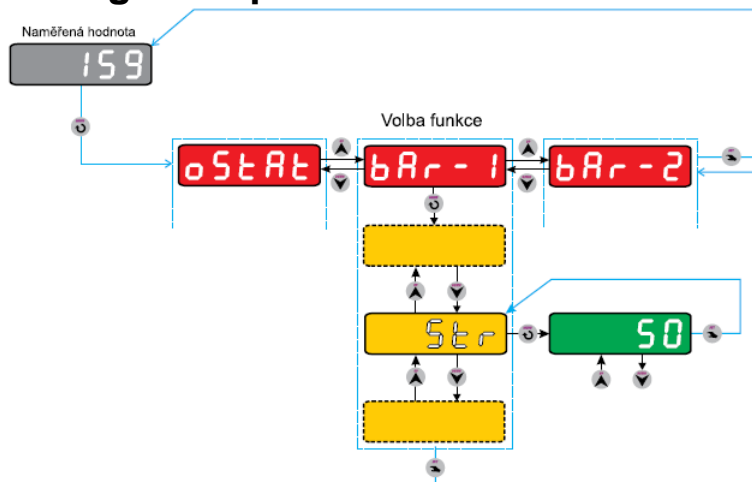 Naměřená hodnota
159
Volba funkce
oStAt
bAr-1
bAr-2
Str
50